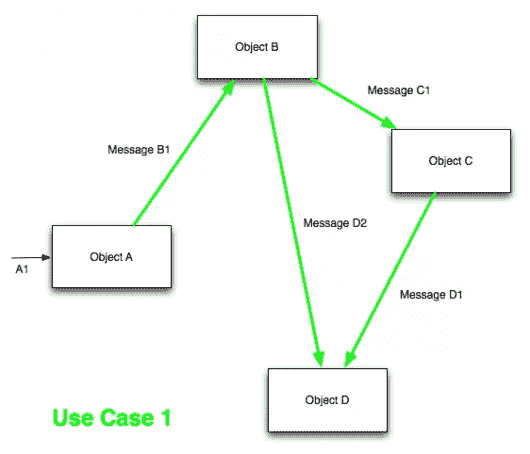 Object B
Message C1
Message B1
Object C
Message D2
Object A
A1
Message D1
Object D
Use Case 1